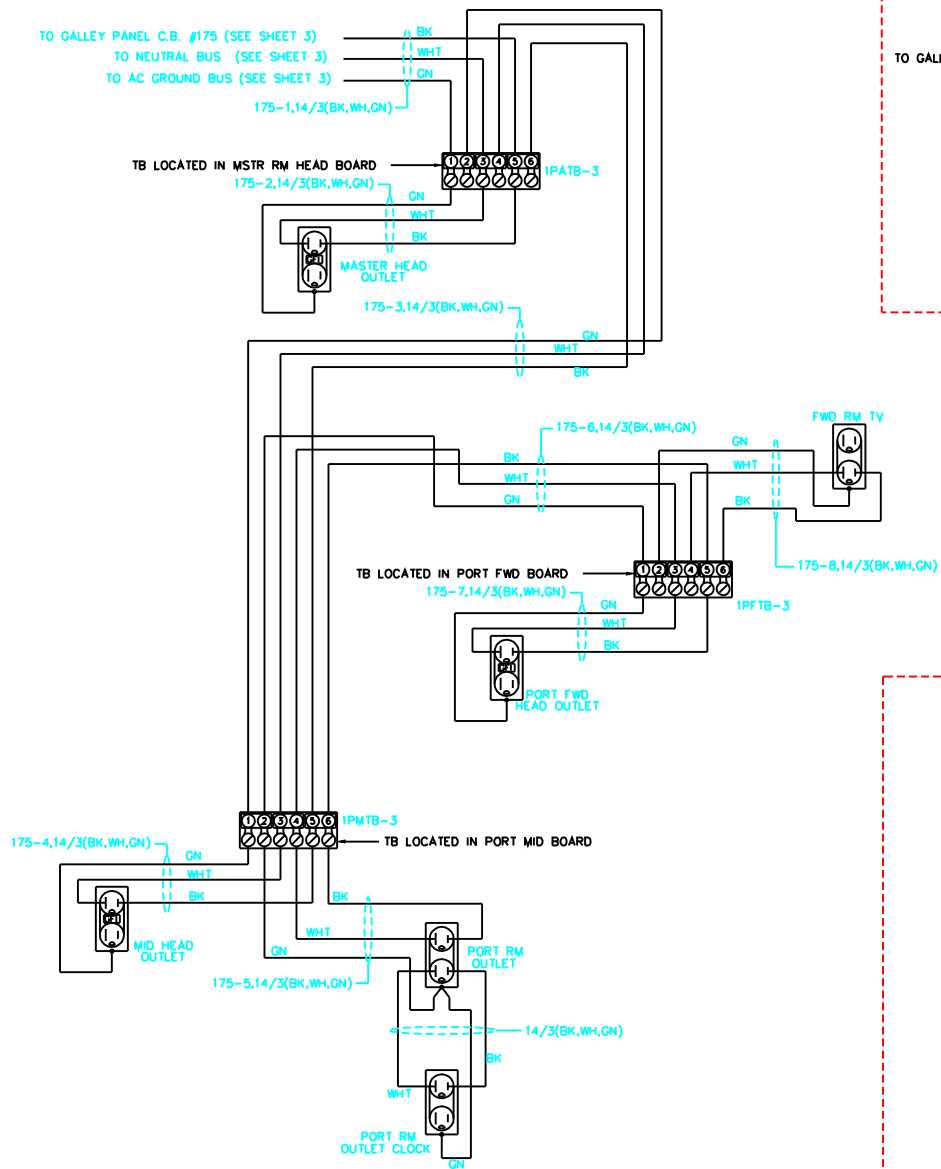 TO GALLEY PANEL C.B. #175 (SEE SHEET 3)
BK
TO GALL
TO NEUTRAL BUS (SEE SHEET 3)
WHT
TO AC GROUND BUS (SEE SHEET 3)
GN
175-1,14/3(BK,WH,GN)
TB LOCATED IN MSTR RM HEAD BOARD
1 2 3 4 5 6
1PATB-3
175-2,14/3(BK,WH,GN)
GN
WHT
BK
MASTER HEAD
OUTLET
175-3,14/3(BK,WH,GN)
GN
WHT
BK
FWD RM TV
175-6,14/3(BK,WH,GN)
GN
BK
WHT
WHT
GN
BK
175-8,14/3(BK,WH,GN)
TB LOCATED IN PORT FWD BOARD
1 2 3 4 5 6
1PFTB-3
175-7,14/3(BK,WH,GN)
GN
WHT
BK
PORT FWD
HEAD OUTLET
1 2 3 4 5 6
1PMTB-3
TB LOCATED IN PORT MID BOARD
175-4,14/3(BK,WH,GN)
GN
WHT
BK
BK
MID HEAD
OUTLET
WHT
GN
PORT RM
OUTLET
175-5,14/3(BK,WH,GN)
14/3(BK,WH,GN)
BK
WHT
PORT RM
OUTLET CLOCK
GN